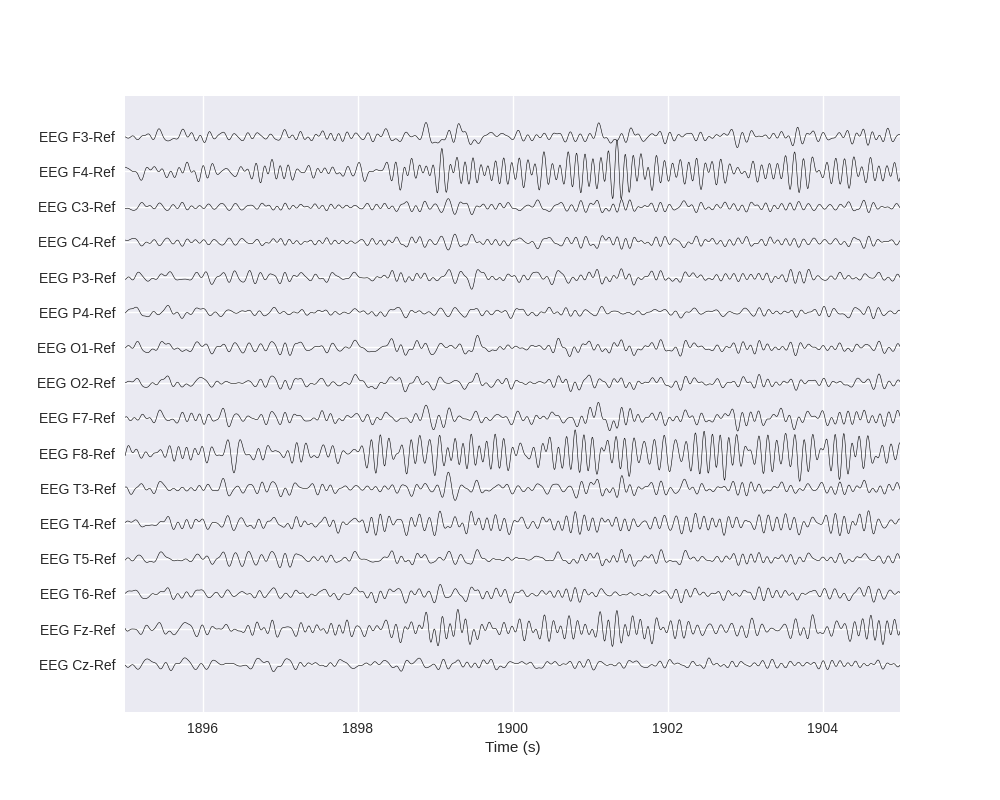 EEG F3-Ref
EEG F4-Ref
EEG C3-Ref
EEG C4-Ref
EEG P3-Ref
EEG P4-Ref
EEG O1-Ref
EEG O2-Ref
EEG F7-Ref
EEG F8-Ref
EEG T3-Ref
EEG T4-Ref
EEG T5-Ref
EEG T6-Ref
EEG Fz-Ref
EEG Cz-Ref
1896 1898 1900 1902 1904
Time (s)